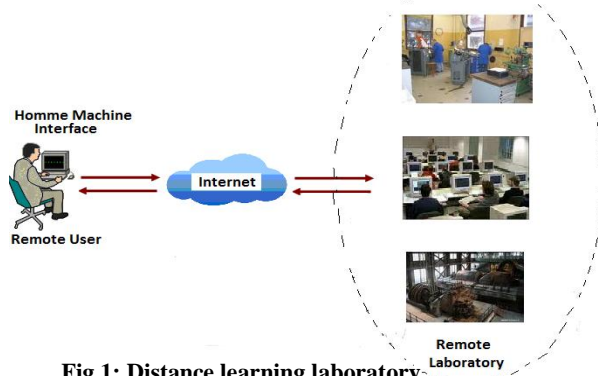 Homme Machine
Interface
Internet
Remote User
Remote
Laboratory
Fig 1: Distance learning laboratory